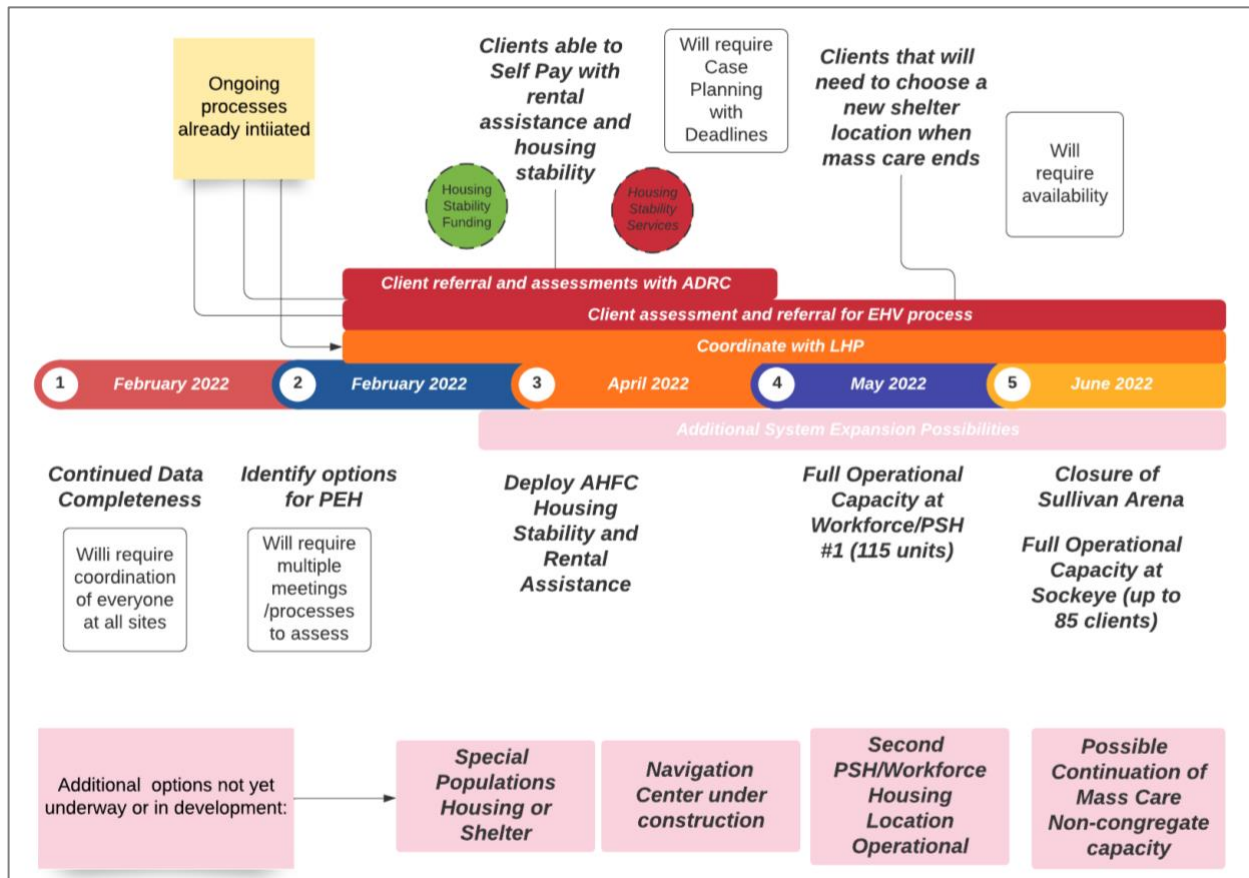 Ongoing
processes
already intiiated
Clients able to
Self Pay with
rental
assistance and
housing
stability
Will require
Case
Planning
with
Deadlines
Clients that will
need to choose a
new shelter
location when
mass care ends
Will
require
availability
Housing
Stability
Funding
Housing
Stability
Services
Client referral and assessments with ADRC
Client assessment and referral for EHV process
Coordinate with LHP
1 February 2022 2 February 2022 3 April 2022 4 May 2022 5 June 2022
Additional System Expansion Possibilities
Continued Data
Completeness
Willi require
coordination
of everyone
at all sites
Identify options
for PEH
Will require
multiple
meetings
/processes
to assess
Deploy AHFC
Housing
Stability and
Rental
Assistance
Full Operational
Capacity at
Workforce/PSH
#1 (115 units)
Closure of
Sullivan Arena
Full Operational
Capacity at
Sockeye (up to
85 clients)
Additional options not yet
underway or in development:
Special
Populations
Housing or
Shelter
Navigation
Center under
construction
Second
PSH/Workforce
Housing
Location
Operational
Possible
Continuation of
Mass Care
Non-congregate
capacity